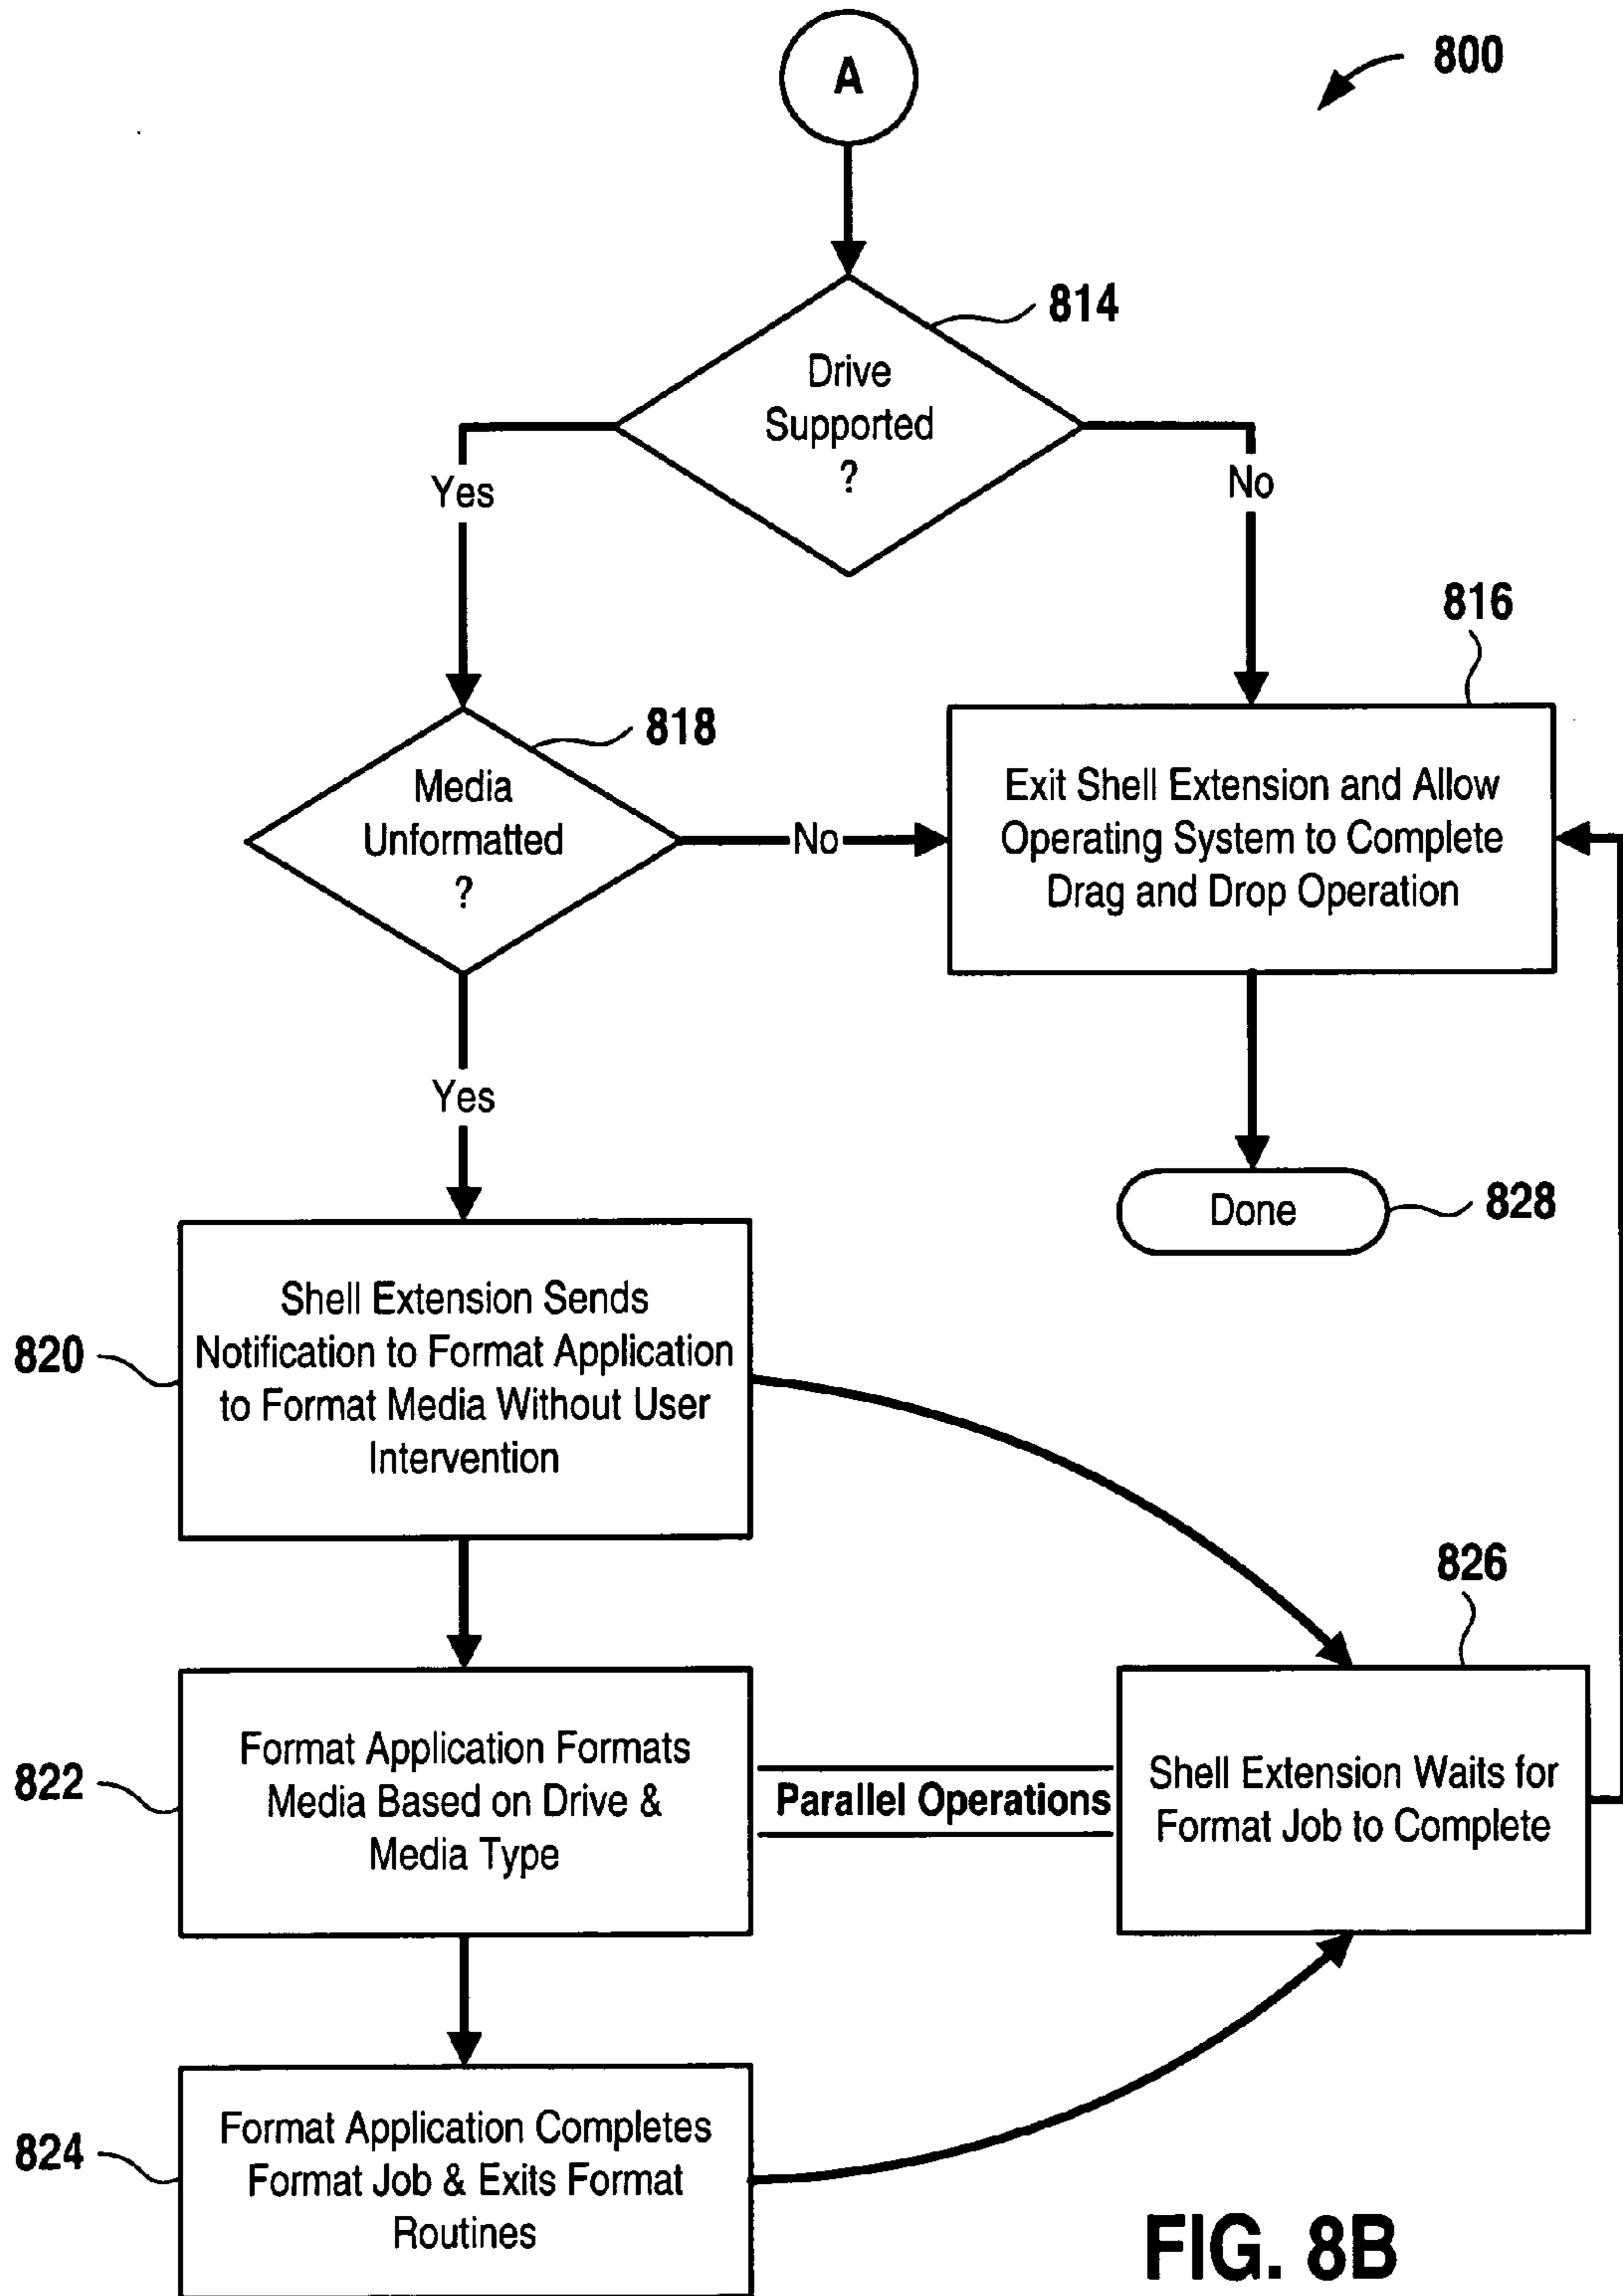 A
800
814
Drive
Supported
?
Yes
No
816
818
Media
Unformatted
?
No
Exit Shell Extension and Allow
Operating System to Complete
Drag and Drop Operation
Yes
Done
828
820
Shell Extension Sends
Notification to Format Application
to Format Media Without User
Intervention
826
822
Format Application Formats
Media Based on Drive &
Media Type
Parallel Operations
Shell Extension Waits for
Format Job to Complete
824
Format Application Completes
Format Job & Exits Format
Routines
FIG. 8B